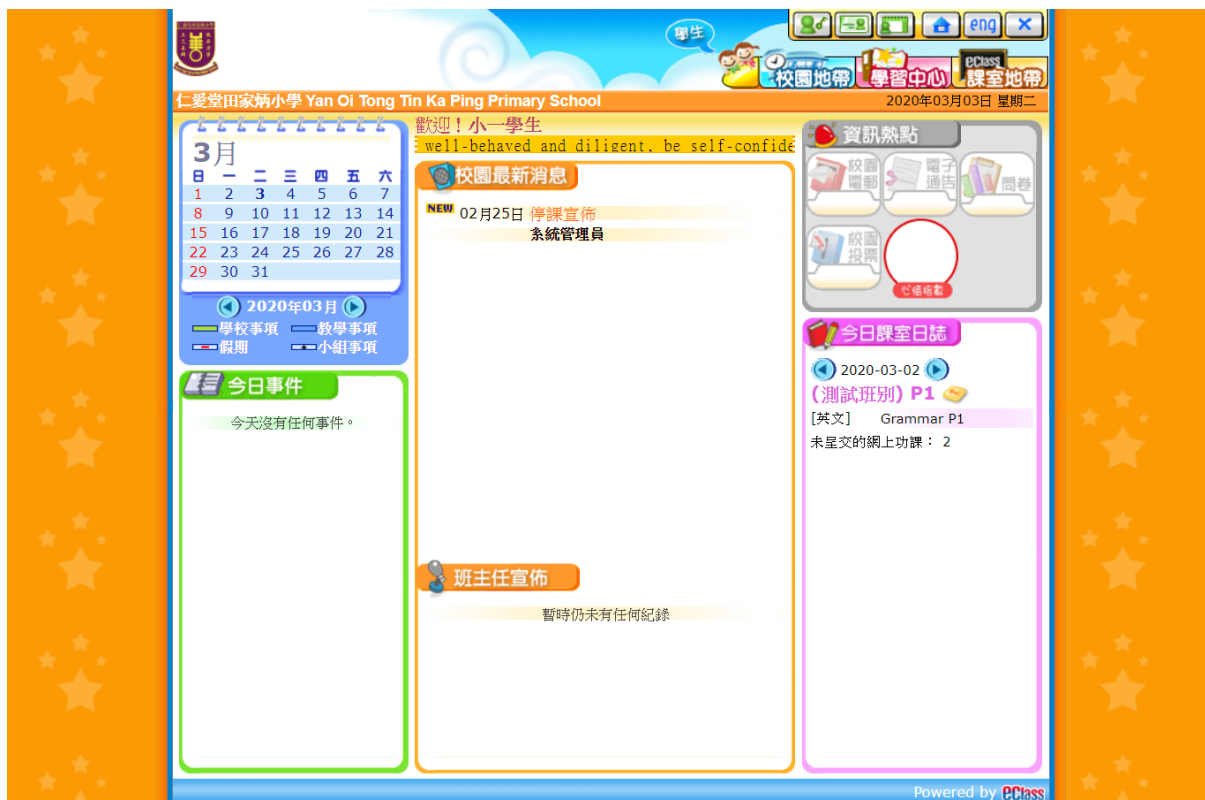 學生
eng
校園地帶 學習中心 eClass 課室地帶
仁愛堂田家炳小學 Yan Oi Tong Tin Ka Ping Primary School
2020年03月03日 星期二
3月
日 一 二 三 四 五 六
1 2 3 4 5 6 7
8 9 10 11 12 13 14
15 16 17 18 19 20 21
22 23 24 25 26 27 28
29 30 31
2020年03月
學校事項 教學事項
假期 小組事項
今日事件
今天沒有任何事件。
歡迎！小一學生
well-behaved and diligent, be self-confide
校園最新消息
NEW 02月25日 停課宣佈
系統管理員
班主任宣佈
暫時仍未有任何紀錄
資訊熱點
校園電郵
電子通告
問卷
校園投票
心情指數
今日課室日誌
2020-03-02
(測試班別) P1
[英文] Grammar P1
未呈交的網上功課： 2
Powered by eClass